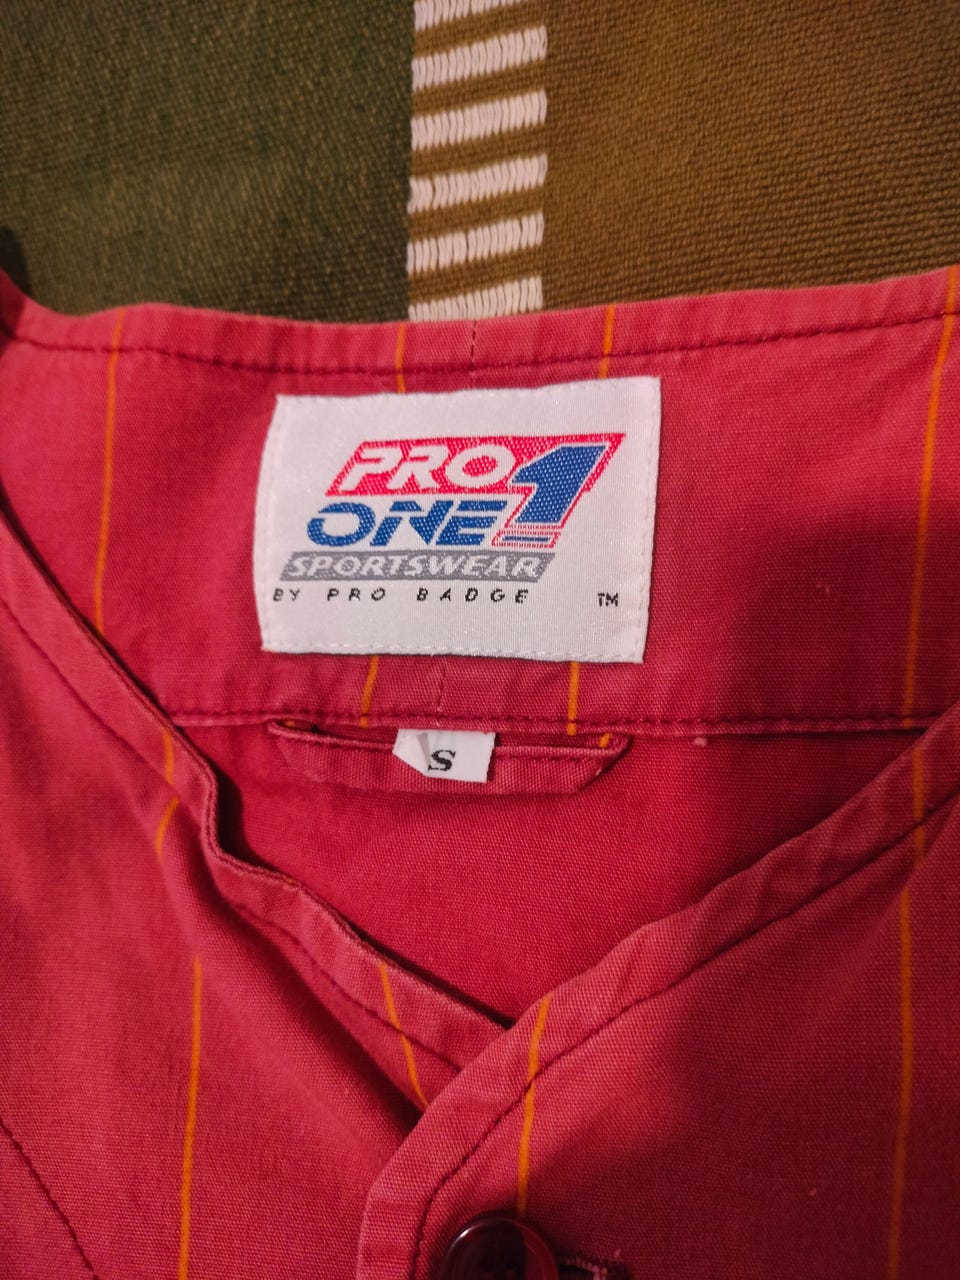 PRO
ONE 1
SPORTSWEAR
BY PRO BADGE TM
S